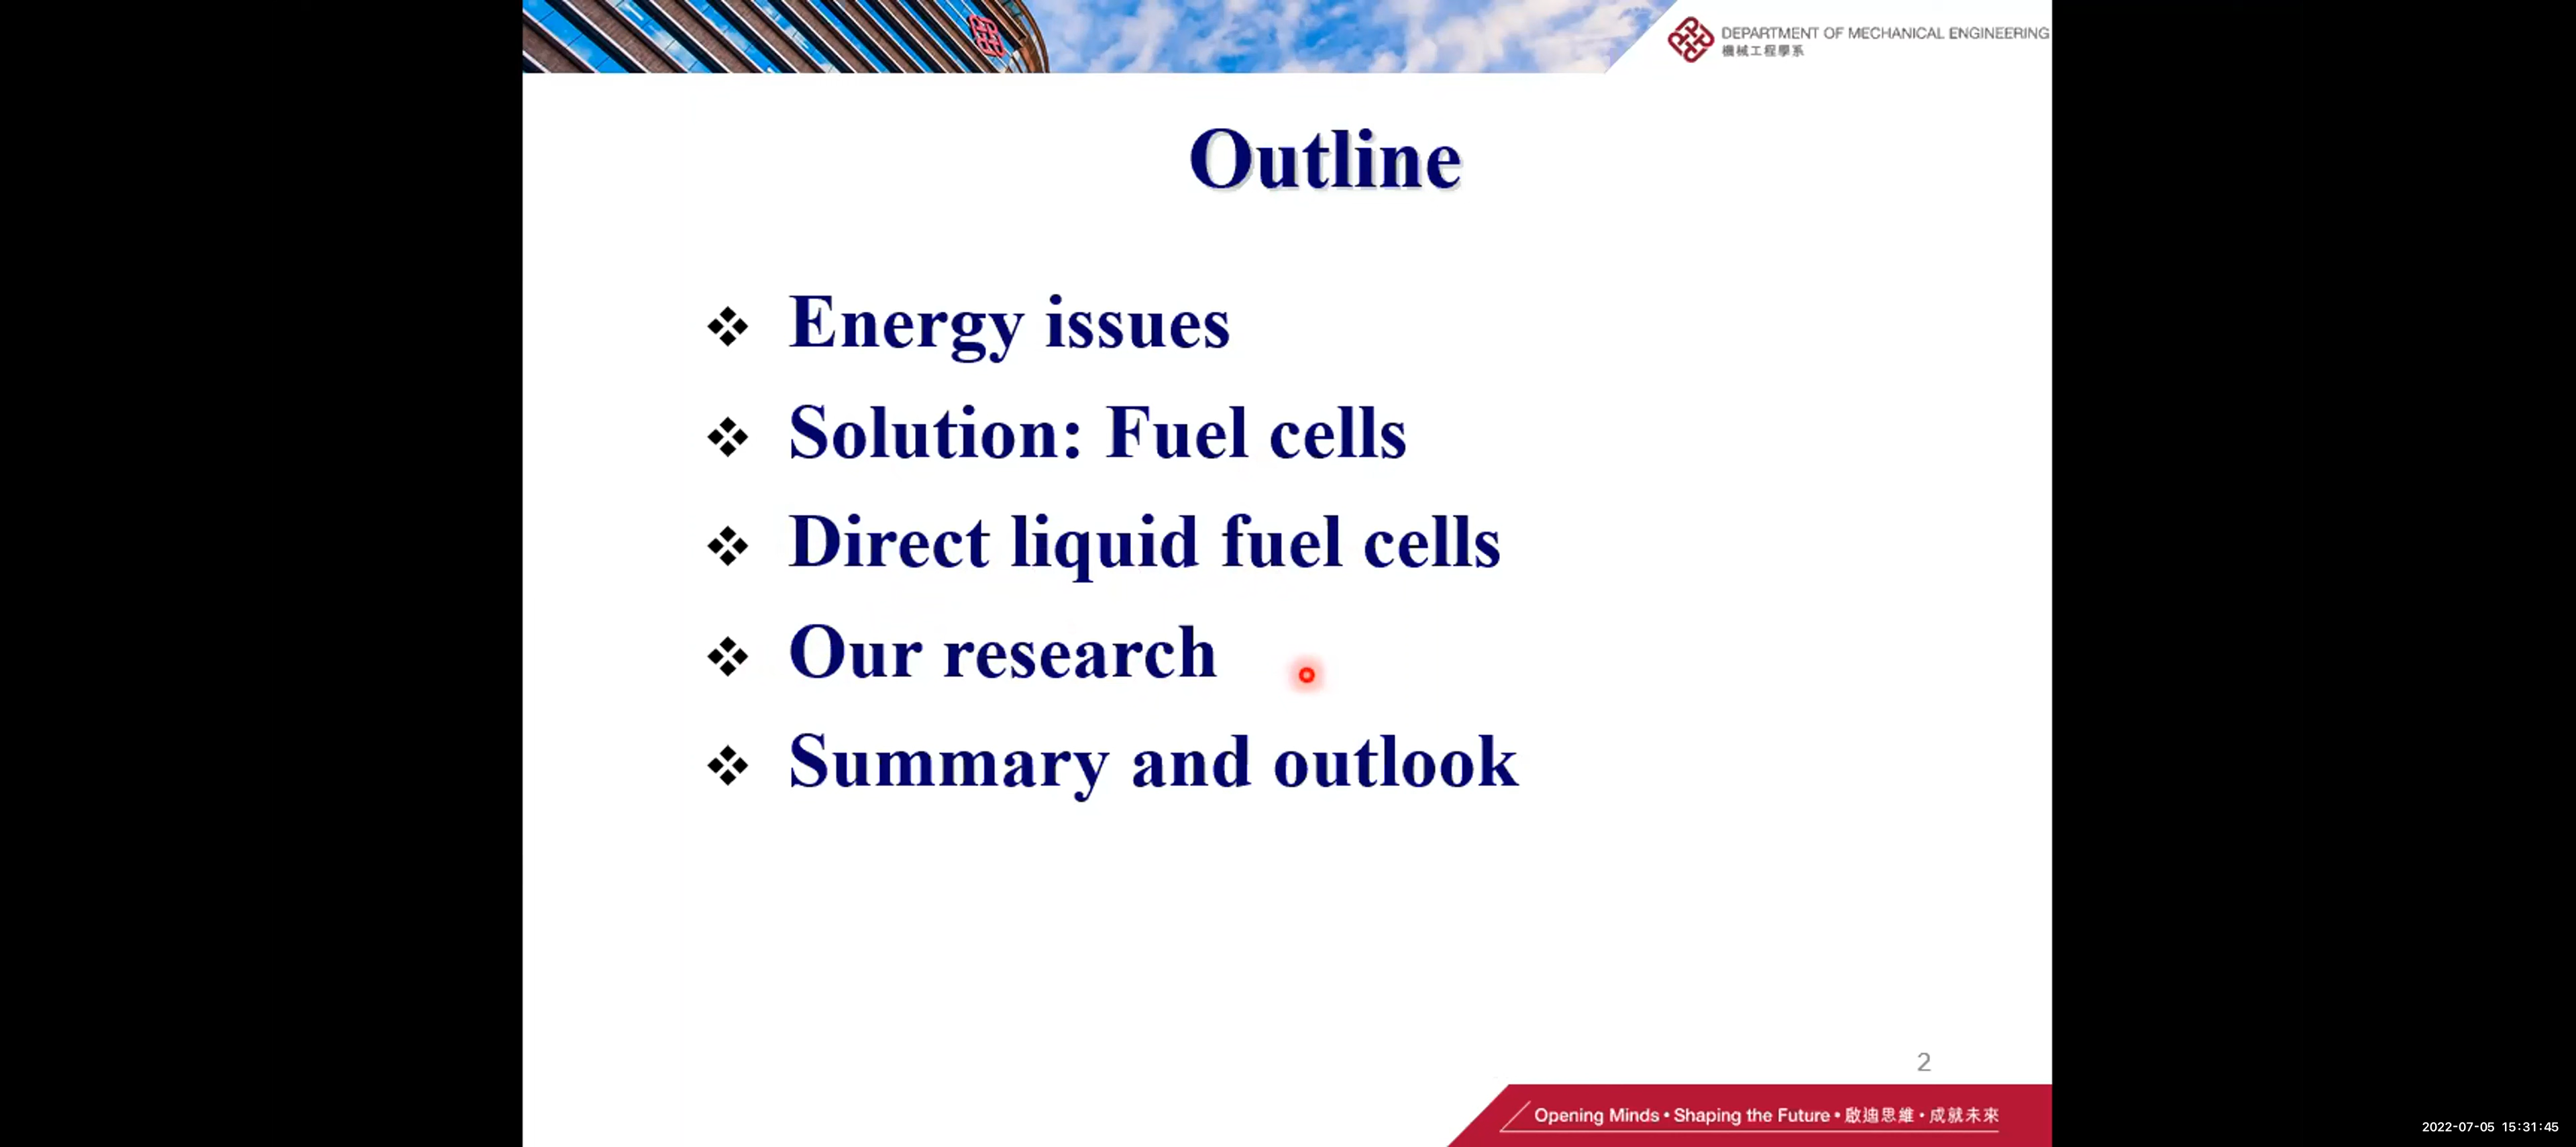 DEPARTMENT OF MECHANICAL ENGINEERING
機械工程學系
Outline
❖ Energy issues
❖ Solution: Fuel cells
❖ Direct liquid fuel cells
❖ Our research
❖ Summary and outlook
2
Opening Minds • Shaping the Future • 啟迪思維 • 成就未來
2022-07-05 15:31:45